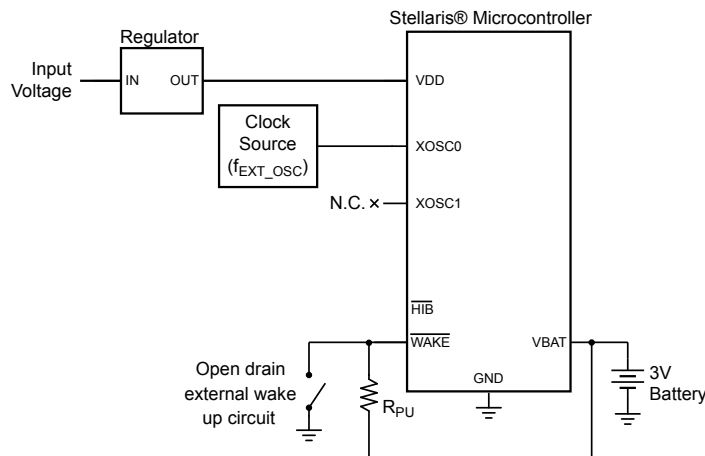 Stellaris® Microcontroller
Regulator
Input
Voltage
IN
OUT
VDD
Clock
Source
(fEXT_OSC)
XOSC0
N.C.
XOSC1
HIB
WAKE
VBAT
Open drain
external wake
up circuit
RPU
GND
3V
Battery